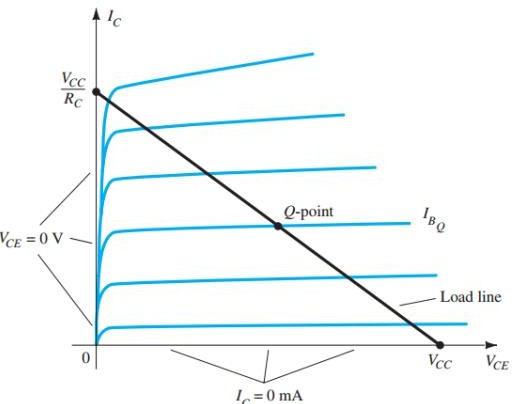 I_C
V_CC
R_C
Q-point
I_BQ
V_CE = 0 V
Load line
0
V_CC
V_CE
I_C = 0 mA